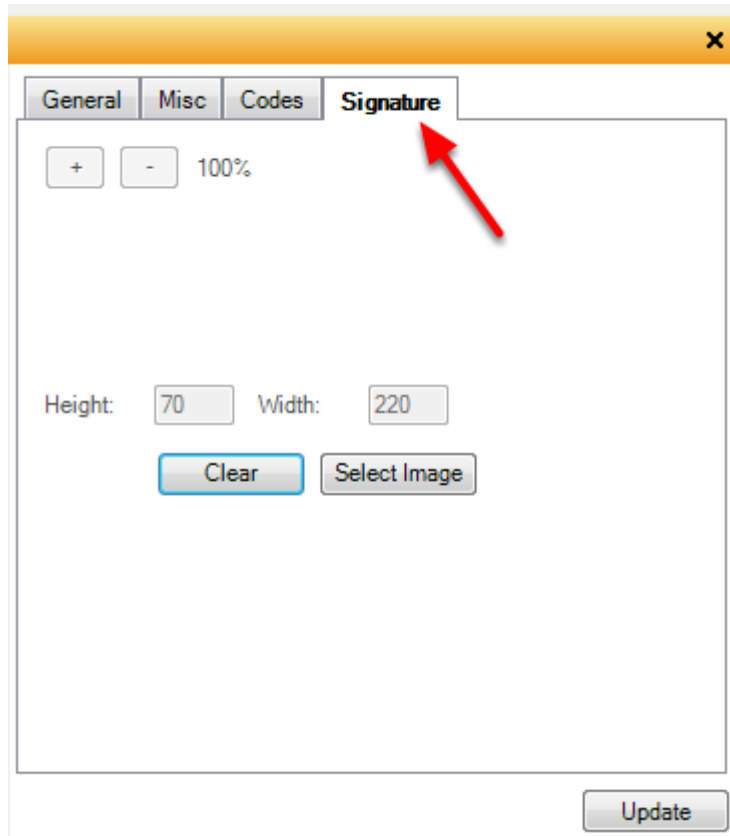 General Misc Codes Signature
+ - 100%
Height: 70 Width: 220
Clear Select Image
Update